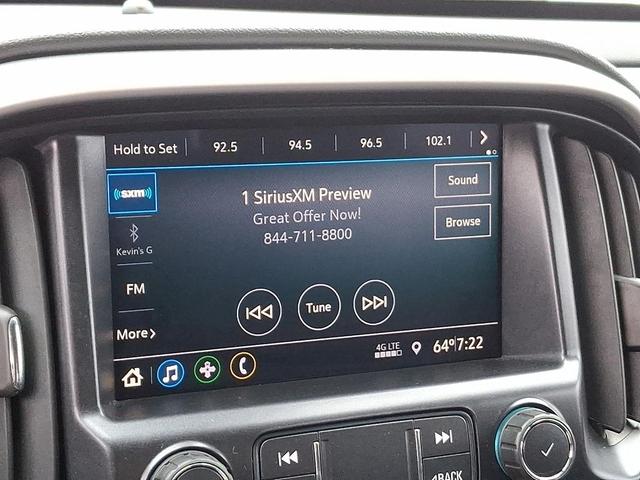 Hold to Set 92.5 94.5 96.5 102.1
sxm
1 SiriusXM Preview
Great Offer Now!
844-711-8800
Sound
Browse
Kevin's G
FM
More
Tune
4G LTE
64° 7:22
BACK